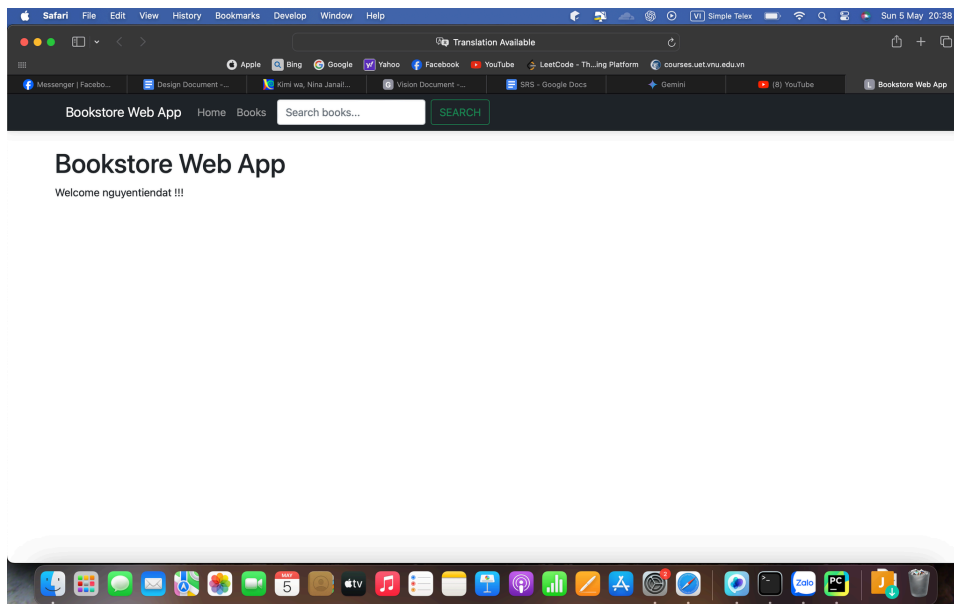 Safari File Edit View History Bookmarks Develop Window Help VI Simple Telex Sun 5 May 20:38
Translation Available
Apple Bing Google Yahoo Facebook YouTube LeetCode - Th...ing Platform courses.uet.vnu.edu.vn
Messenger | Facebo... Design Document -... Kimi wa, Nina Janail... Vision Document -... SRS - Google Docs Gemini (8) YouTube L Bookstore Web App
Bookstore Web App Home Books Search books... SEARCH
Bookstore Web App
Welcome nguyentiendat !!!
MAY
5 tv Zalo PC